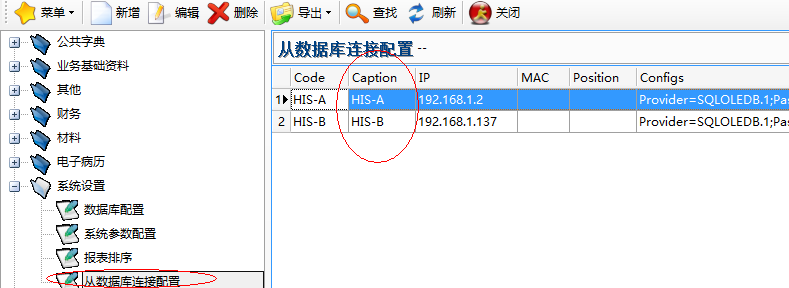 菜单 新增 编辑 删除 导出 查找 刷新 关闭
公共字典
业务基础资料
其他
财务
材料
电子病历
系统设置
数据库配置
系统参数配置
报表排序
从数据库连接配置
从数据库连接配置 --
Code Caption IP MAC Position Configs
1 HIS-A HIS-A 192.168.1.2 Provider=SQLOLEDB.1;Pas
2 HIS-B HIS-B 192.168.1.137 Provider=SQLOLEDB.1;Pas